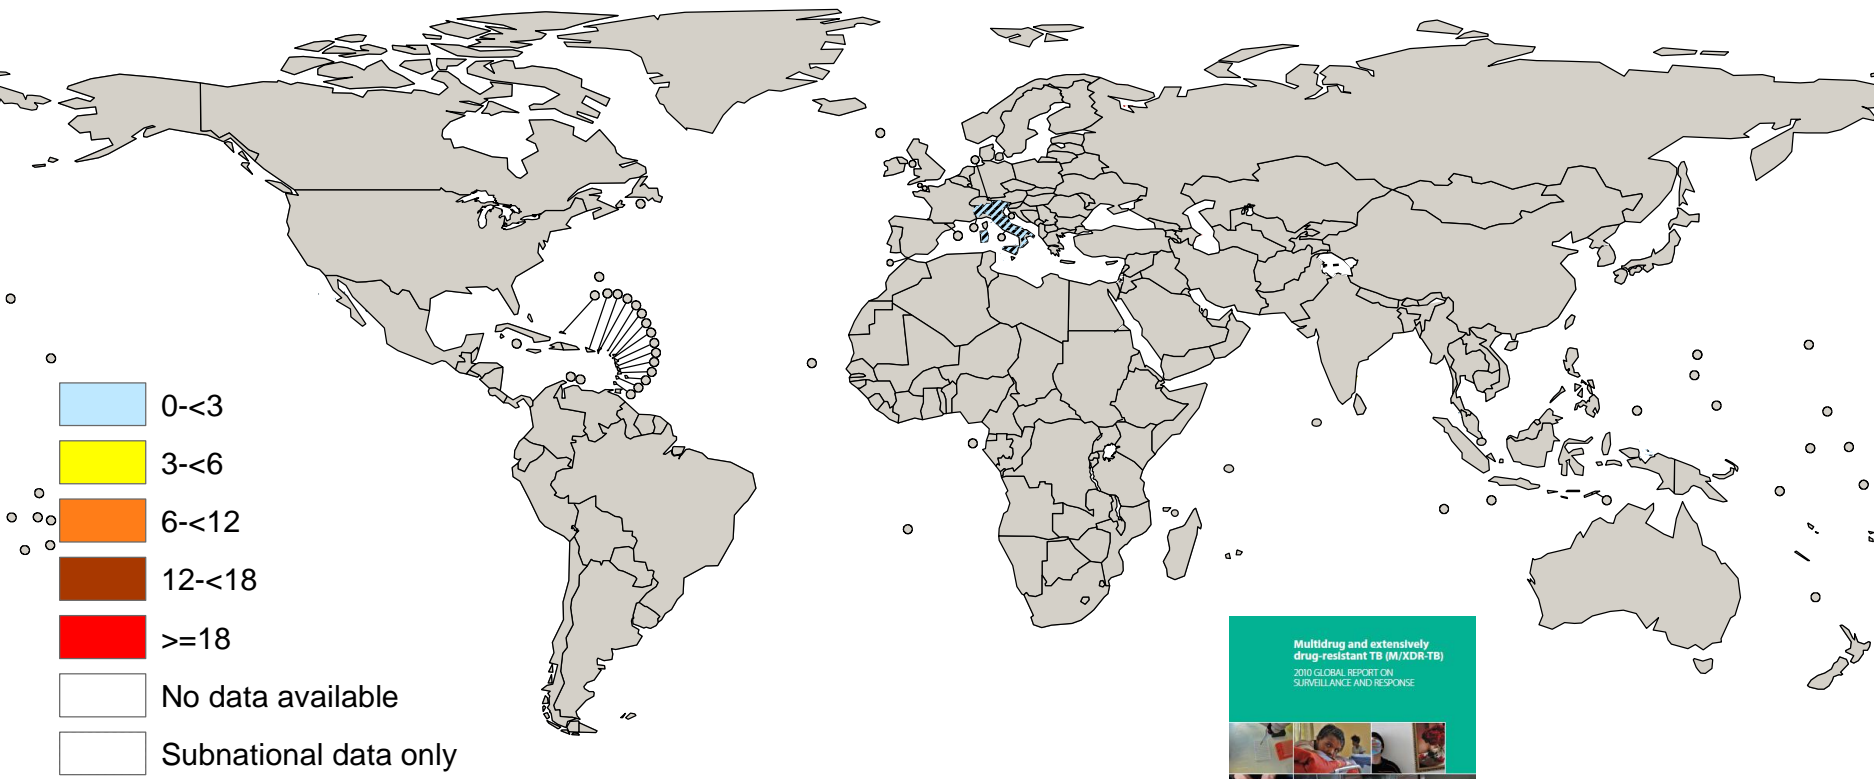 0-<3
3-<6
6-<12
12-<18
>=18
No data available
Subnational data only
Multidrug and extensively
drug-resistant TB (M/XDR-TB)
2010 GLOBAL REPORT ON
SURVEILLANCE AND RESPONSE